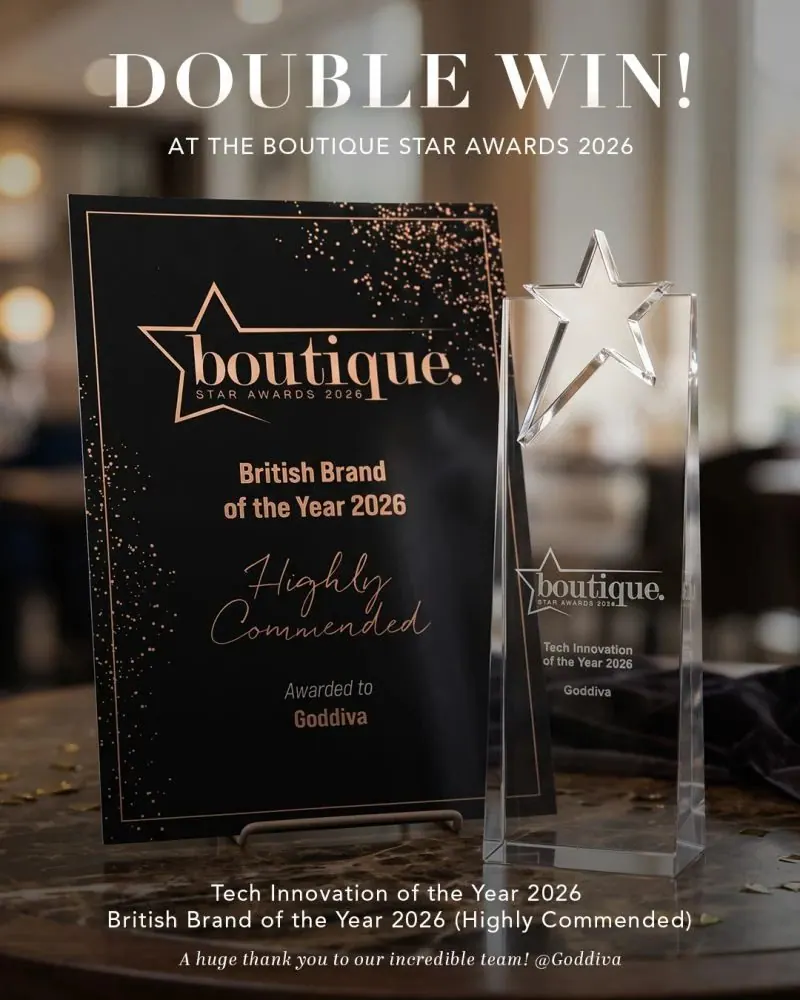 DOUBLE WIN!
AT THE BOUTIQUE STAR AWARDS 2026
boutique.
STAR AWARDS 2026
British Brand
of the Year 2026
Highly
Commended
Awarded to
Goddiva
boutique.
STAR AWARDS 2026
Tech Innovation
of the Year 2026
Goddiva
Tech Innovation of the Year 2026
British Brand of the Year 2026 (Highly Commended)
A huge thank you to our incredible team! @Goddiva